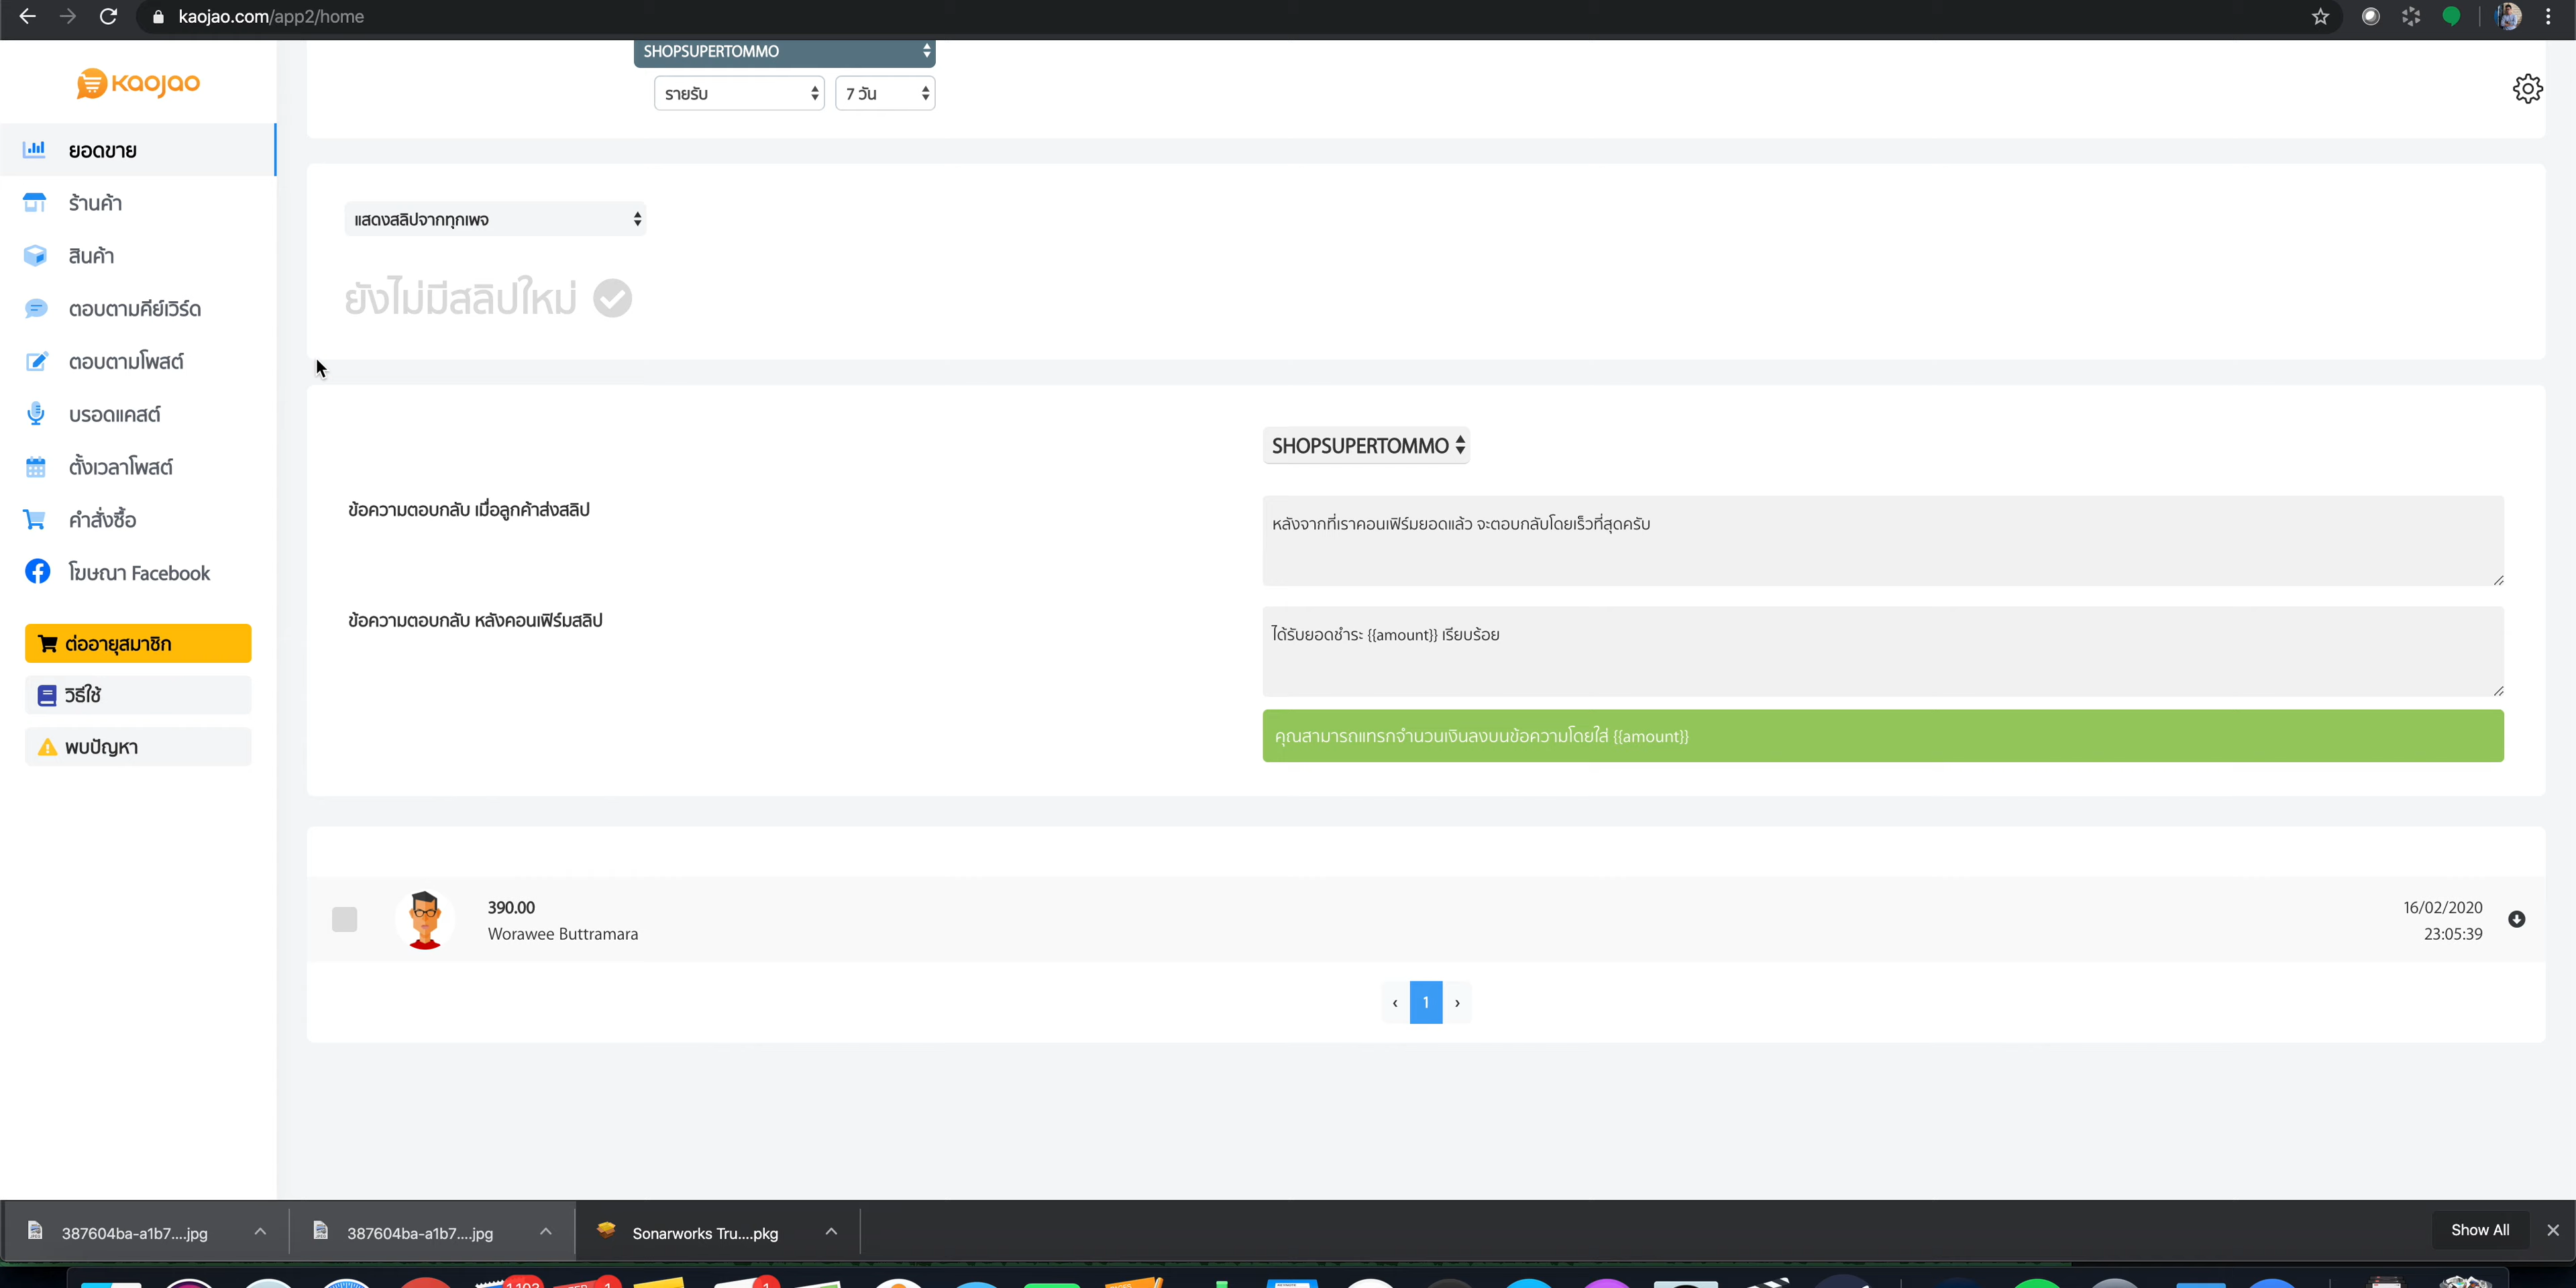 kaojao.com/app2/home
SHOPSUPERTOMMO
รายรับ
7 วัน
KaoJao
ยอดขาย
ร้านค้า
สินค้า
ตอบตามคีย์เวิร์ด
ตอบตามโพสต์
บรอดแคสต์
ตั้งเวลาโพสต์
คำสั่งซื้อ
โฆษณา Facebook
ต่ออายุสมาชิก
วิธีใช้
พบปัญหา
แสดงสลิปจากทุกเพจ
ยังไม่มีสลิปใหม่
SHOPSUPERTOMMO
ข้อความตอบกลับ เมื่อลูกค้าส่งสลิป
หลังจากที่เราคอนเฟิร์มยอดแล้ว จะตอบกลับโดยเร็วที่สุดครับ
ข้อความตอบกลับ หลังคอนเฟิร์มสลิป
ได้รับยอดชำระ {{amount}} เรียบร้อย
คุณสามารถแทรกจำนวนเงินลงบนข้อความโดยใส่ {{amount}}
390.00
Worawee Buttramara
16/02/2020
23:05:39
‹ 1 ›
387604ba-a1b7....jpg
387604ba-a1b7....jpg
Sonarworks Tru....pkg
Show All